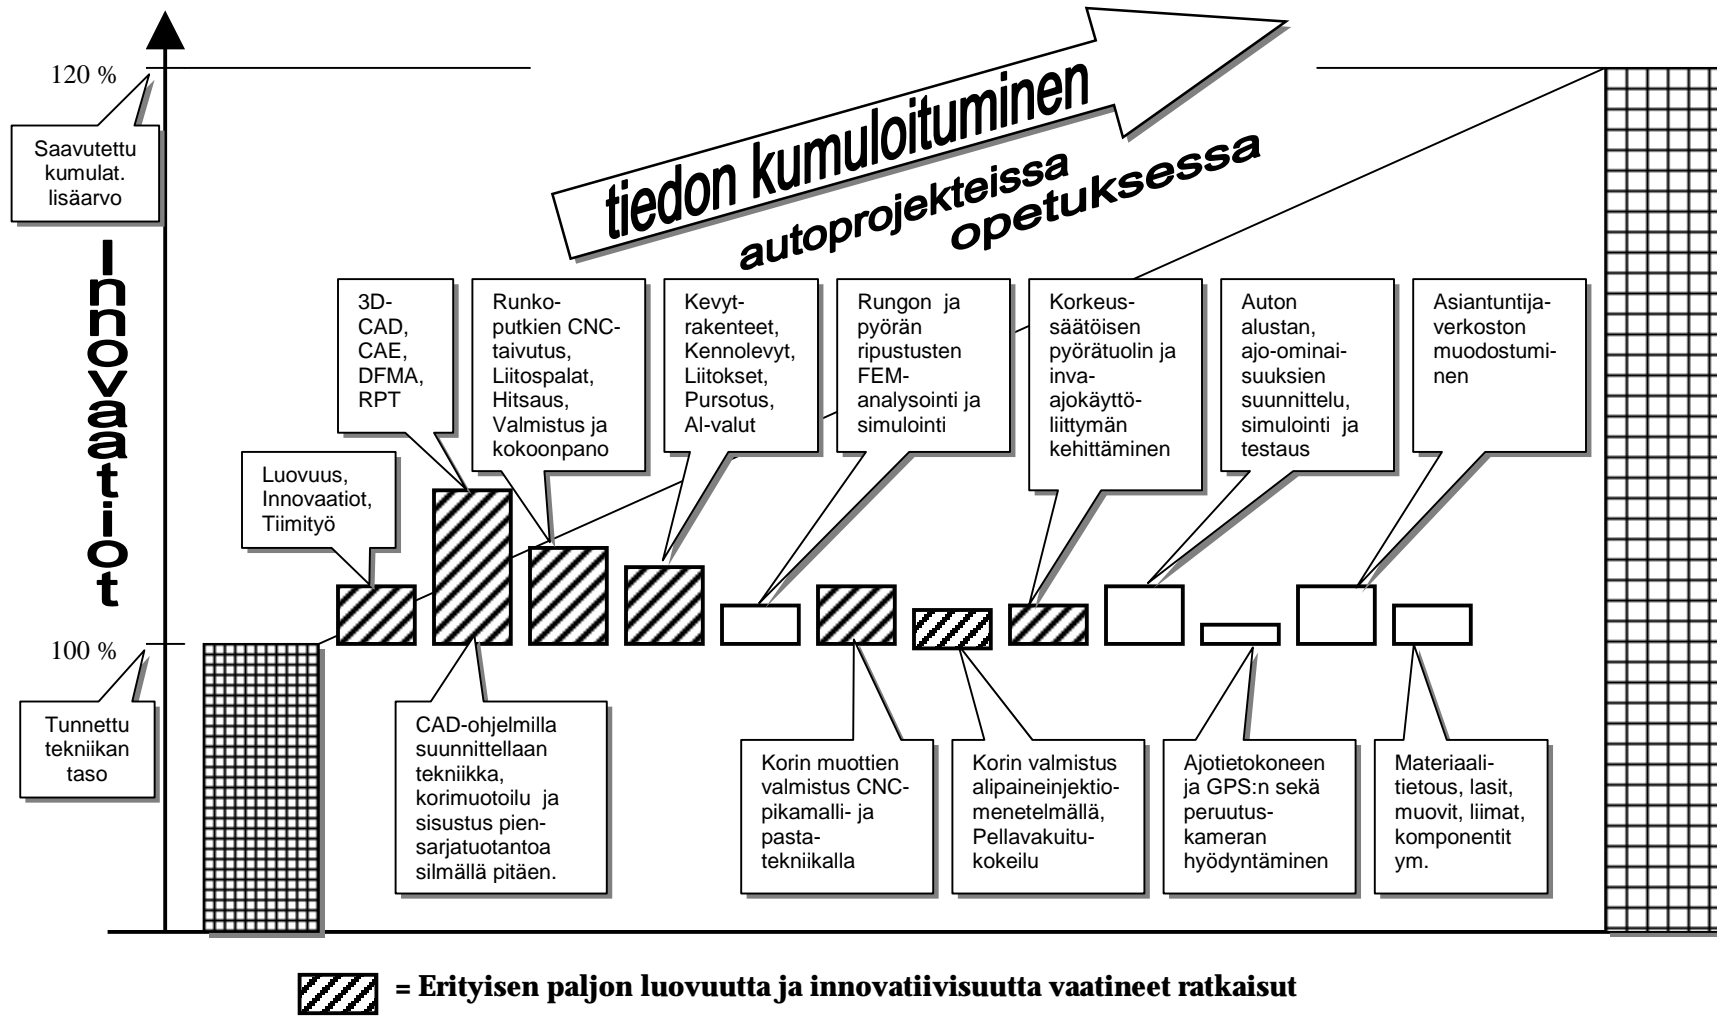 120 %
Saavutettu
kumulat.
lisäarvo
Innovaatiot
tiedon kumuloituminen
autoprojekteissa
opetuksessa
3D-
CAD,
CAE,
DFMA,
RPT
Runko-
putkien CNC-
taivutus,
Liitospalat,
Hitsaus,
Valmistus ja
kokoonpano
Kevyt-
rakenteet,
Kennolevyt,
Liitokset,
Pursotus,
Al-valut
Rungon ja
pyörän
ripustusten
FEM-
analysointi ja
simulointi
Korkeus-
säätöisen
pyörätuolin ja
inva-
ajokäyttö-
liittymän
kehittäminen
Auton
alustan,
ajo-ominai-
suuksien
suunnittelu,
simulointi ja
testaus
Asiantuntija-
verkoston
muodostumi-
nen
Luovuus,
Innovaatiot,
Tiimityö
100 %
Tunnettu
tekniikan
taso
CAD-ohjelmilla
suunnittellaan
tekniikka,
korimuotoilu ja
sisustus pien-
sarjatuotantoa
silmällä pitäen.
Korin muottien
valmistus CNC-
pikamalli- ja
pasta-
tekniikalla
Korin valmistus
alipaineinjektio-
menetelmällä,
Pellavakuitu-
kokeilu
Ajotietokoneen
ja GPS:n sekä
peruutus-
kameran
hyödyntäminen
Materiaali-
tietous, lasit,
muovit, liimat,
komponentit
ym.
= Erityisen paljon luovuutta ja innovatiivisuutta vaatineet ratkaisut